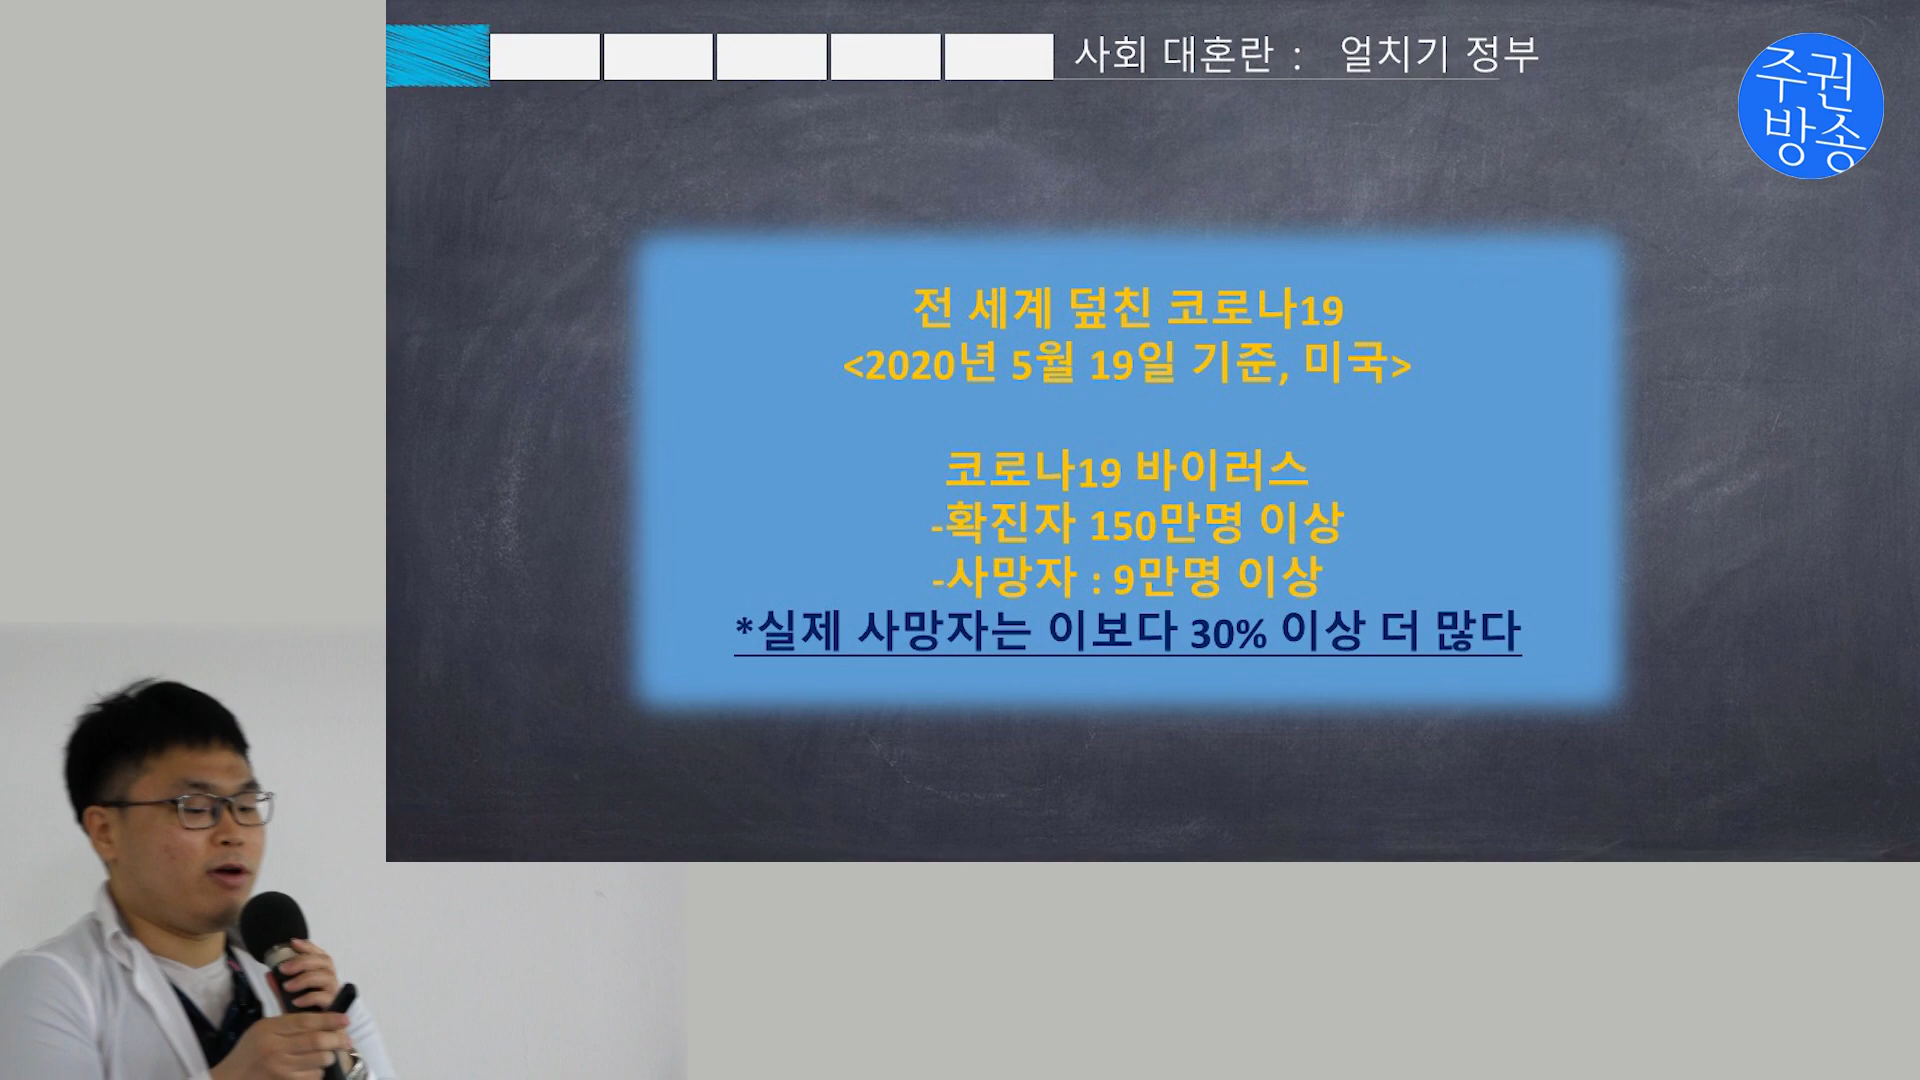 사회 대혼란 : 얼치기 정부
주권
방송
전 세계 덮친 코로나19
<2020년 5월 19일 기준, 미국>
코로나19 바이러스
-확진자 150만명 이상
-사망자 : 9만명 이상
*실제 사망자는 이보다 30% 이상 더 많다